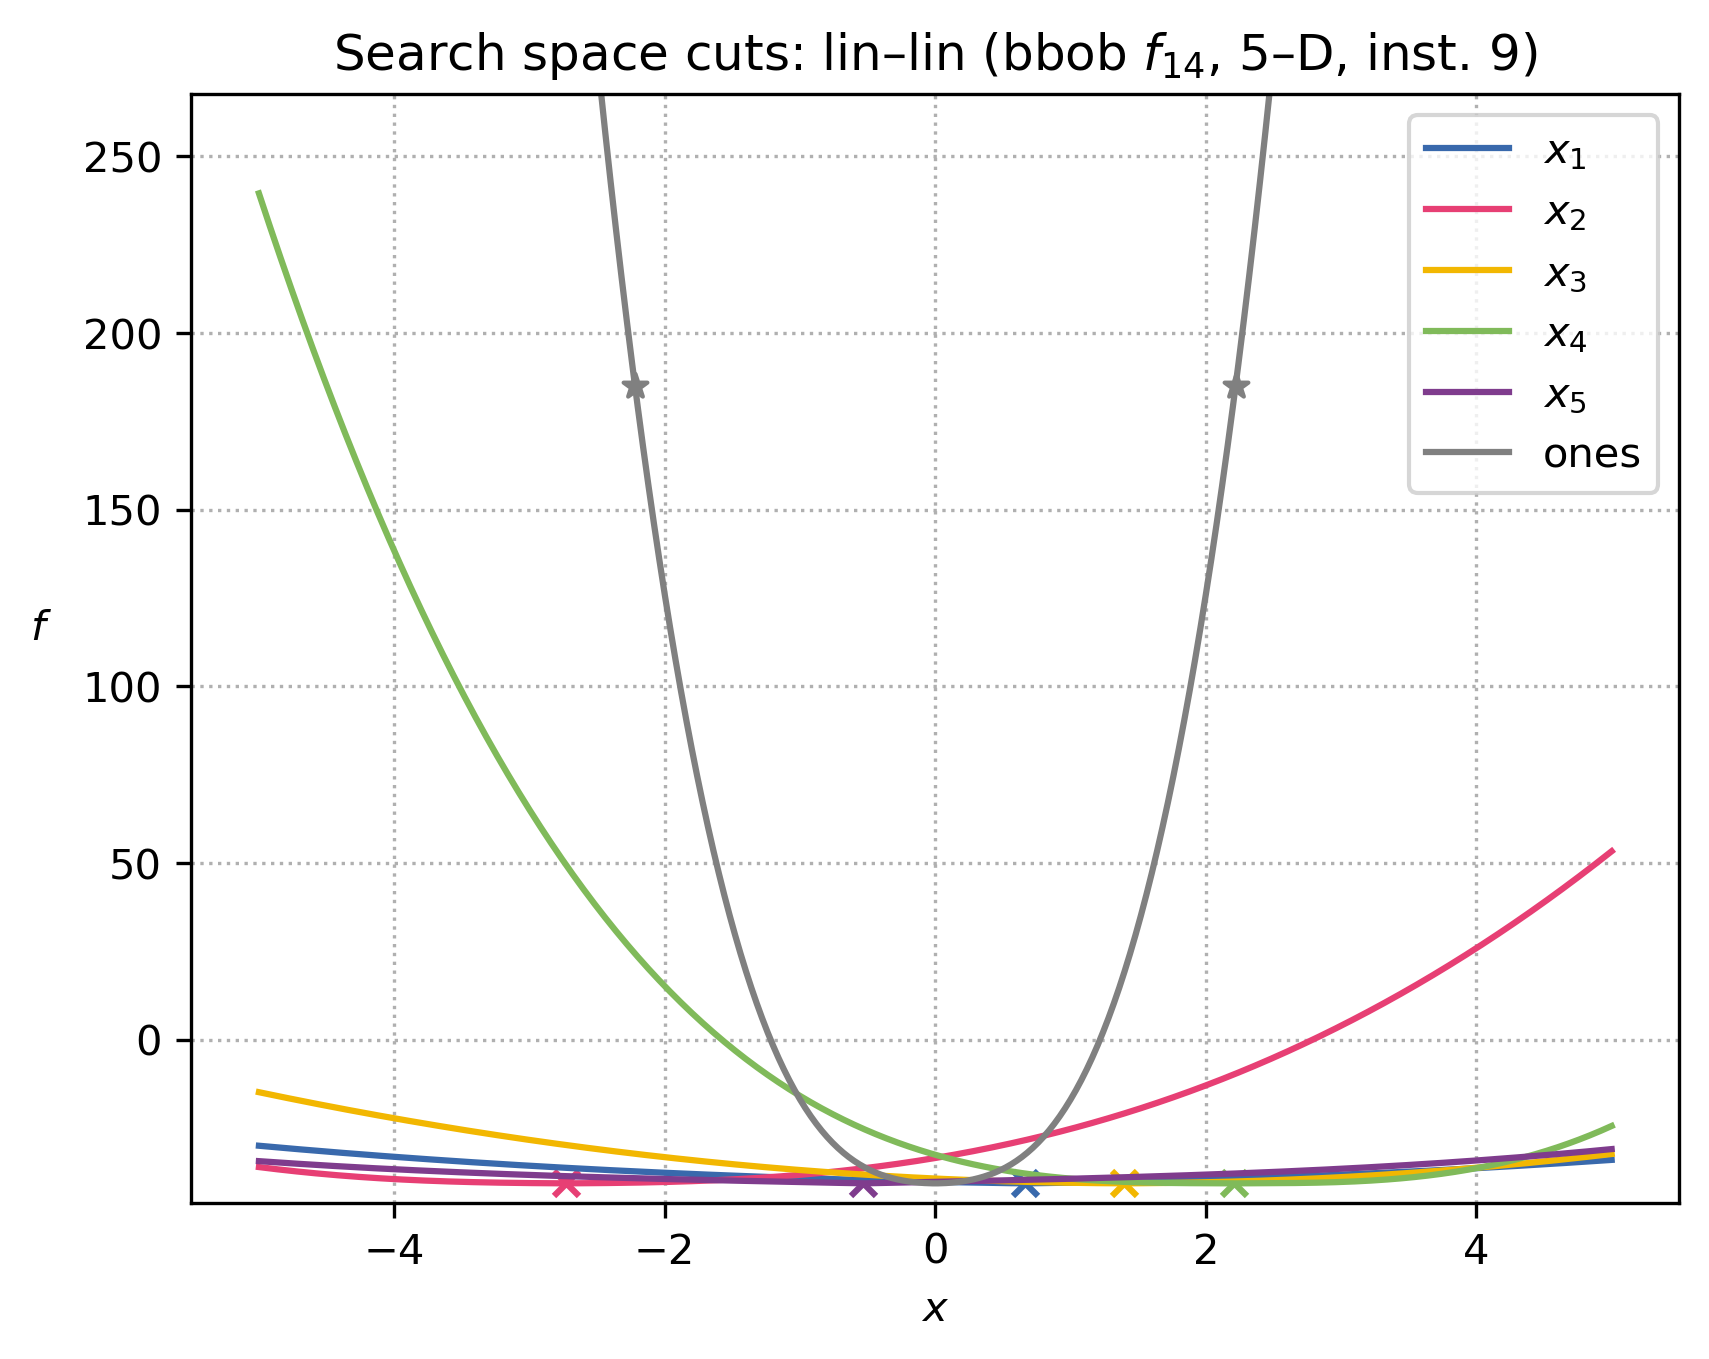 Search space cuts: lin–lin (bbob f₁₄, 5–D, inst. 9)
250
200
150
100
50
0
f
−4
−2
0
2
4
x
x₁
x₂
x₃
x₄
x₅
ones